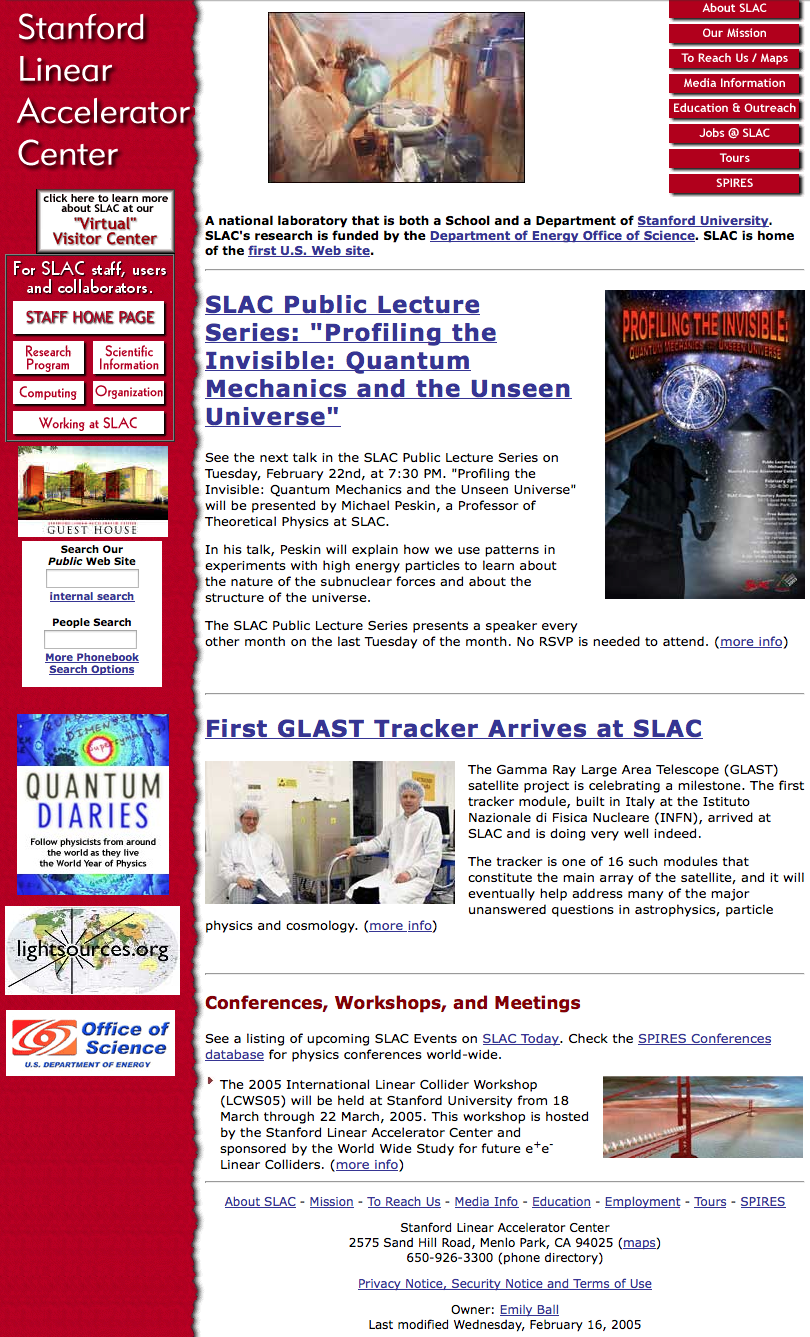 Stanford
Linear
Accelerator
Center
click here to learn more
about SLAC at our
"Virtual"
Visitor Center
For SLAC staff, users
and collaborators.
STAFF HOME PAGE
Research
Program
Scientific
Information
Computing
Organization
Working at SLAC
GUEST HOUSE
Search Our
Public Web Site
internal search
People Search
More Phonebook
Search Options
QUANTUM
DIARIES
Follow physicists from around
the world as they live
the World Year of Physics
lightsources.org
Office of
Science
U.S. DEPARTMENT OF ENERGY
About SLAC
Our Mission
To Reach Us / Maps
Media Information
Education & Outreach
Jobs @ SLAC
Tours
SPIRES
A national laboratory that is both a School and a Department of Stanford University.
SLAC's research is funded by the Department of Energy Office of Science. SLAC is home
of the first U.S. Web site.
SLAC Public Lecture
Series: "Profiling the
Invisible: Quantum
Mechanics and the Unseen
Universe"
PROFILING THE INVISIBLE:
QUANTUM MECHANICS AND THE UNSEEN UNIVERSE
See the next talk in the SLAC Public Lecture Series on
Tuesday, February 22nd, at 7:30 PM. "Profiling the
Invisible: Quantum Mechanics and the Unseen Universe"
will be presented by Michael Peskin, a Professor of
Theoretical Physics at SLAC.
In his talk, Peskin will explain how we use patterns in
experiments with high energy particles to learn about
the nature of the subnuclear forces and about the
structure of the universe.
The SLAC Public Lecture Series presents a speaker every
other month on the last Tuesday of the month. No RSVP is needed to attend. (more info)
First GLAST Tracker Arrives at SLAC
The Gamma Ray Large Area Telescope (GLAST)
satellite project is celebrating a milestone. The first
tracker module, built in Italy at the Istituto
Nazionale di Fisica Nucleare (INFN), arrived at
SLAC and is doing very well indeed.
The tracker is one of 16 such modules that
constitute the main array of the satellite, and it will
eventually help address many of the major
unanswered questions in astrophysics, particle
physics and cosmology. (more info)
Conferences, Workshops, and Meetings
See a listing of upcoming SLAC Events on SLAC Today. Check the SPIRES Conferences
database for physics conferences world-wide.
The 2005 International Linear Collider Workshop
(LCWS05) will be held at Stanford University from 18
March through 22 March, 2005. This workshop is hosted
by the Stanford Linear Accelerator Center and
sponsored by the World Wide Study for future e+e-
Linear Colliders. (more info)
About SLAC - Mission - To Reach Us - Media Info - Education - Employment - Tours - SPIRES
Stanford Linear Accelerator Center
2575 Sand Hill Road, Menlo Park, CA 94025 (maps)
650-926-3300 (phone directory)
Privacy Notice, Security Notice and Terms of Use
Owner: Emily Ball
Last modified Wednesday, February 16, 2005